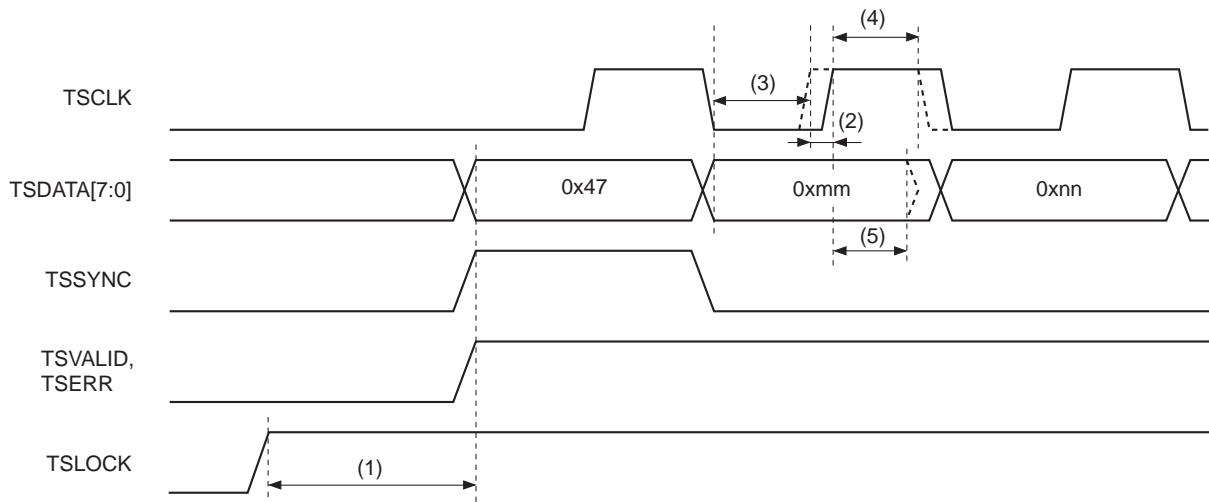 (4)
TSCLK
(3)
(2)
TSDATA[7:0]
0x47
0xmm
0xnn
(5)
TSSYNC
TSVALID,
TSERR
TSLOCK
(1)